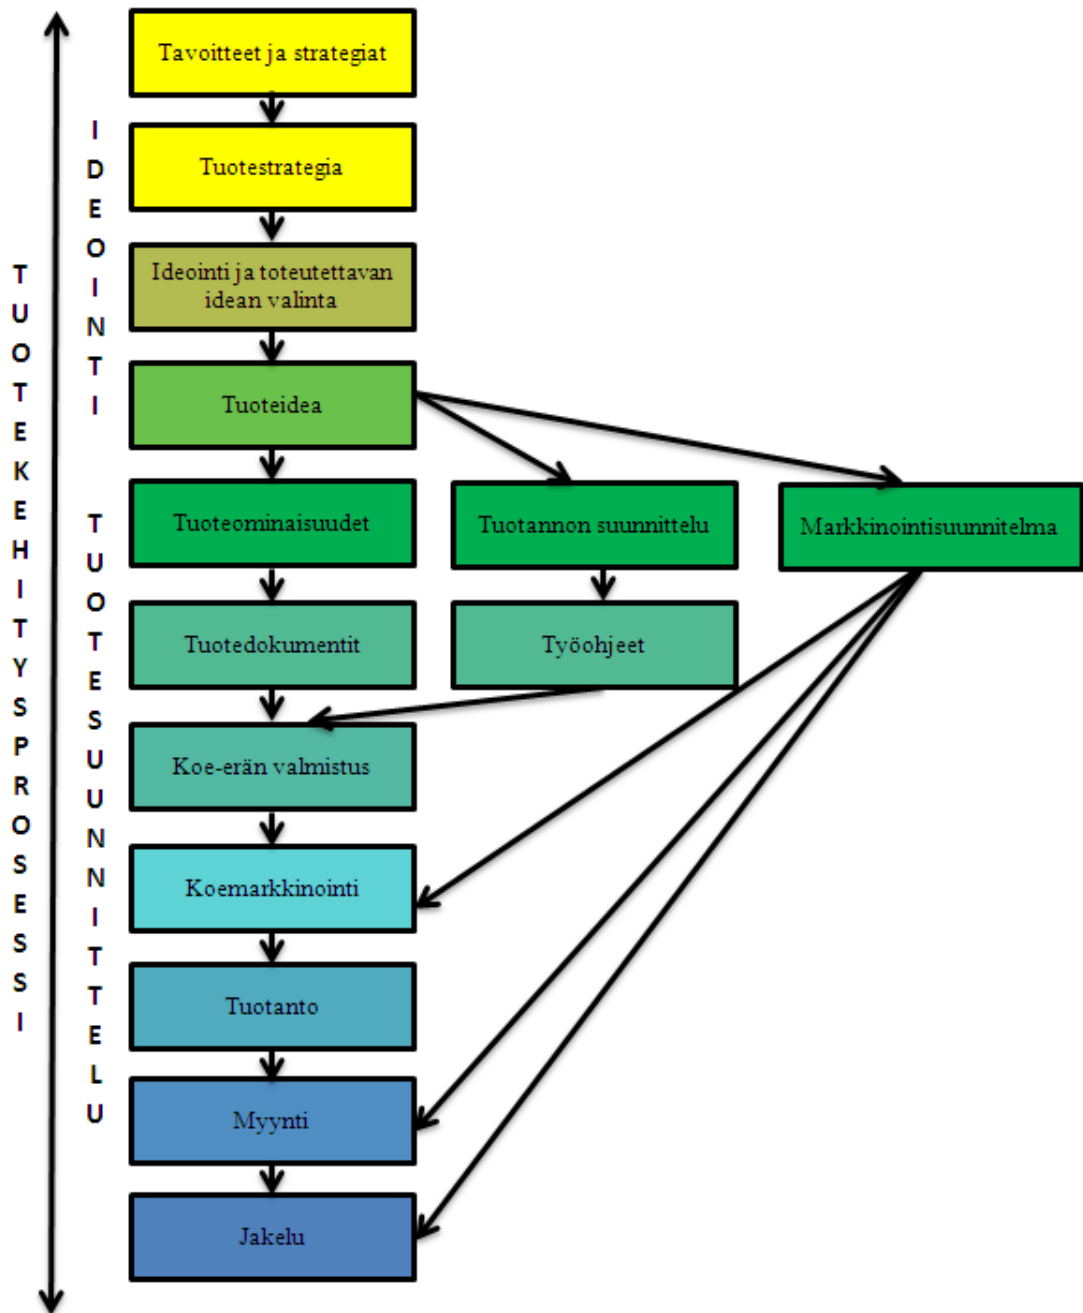 TUOTEKEHITYSPROSESSI
IDEOINTI
TUOTESUUNNITTELU
Tavoitteet ja strategiat
Tuotestrategia
Ideointi ja toteutettavan
idean valinta
Tuoteidea
Tuoteominaisuudet
Tuotannon suunnittelu
Markkinointisuunnitelma
Tuotedokumentit
Työohjeet
Koe-erän valmistus
Koemarkkinointi
Tuotanto
Myynti
Jakelu